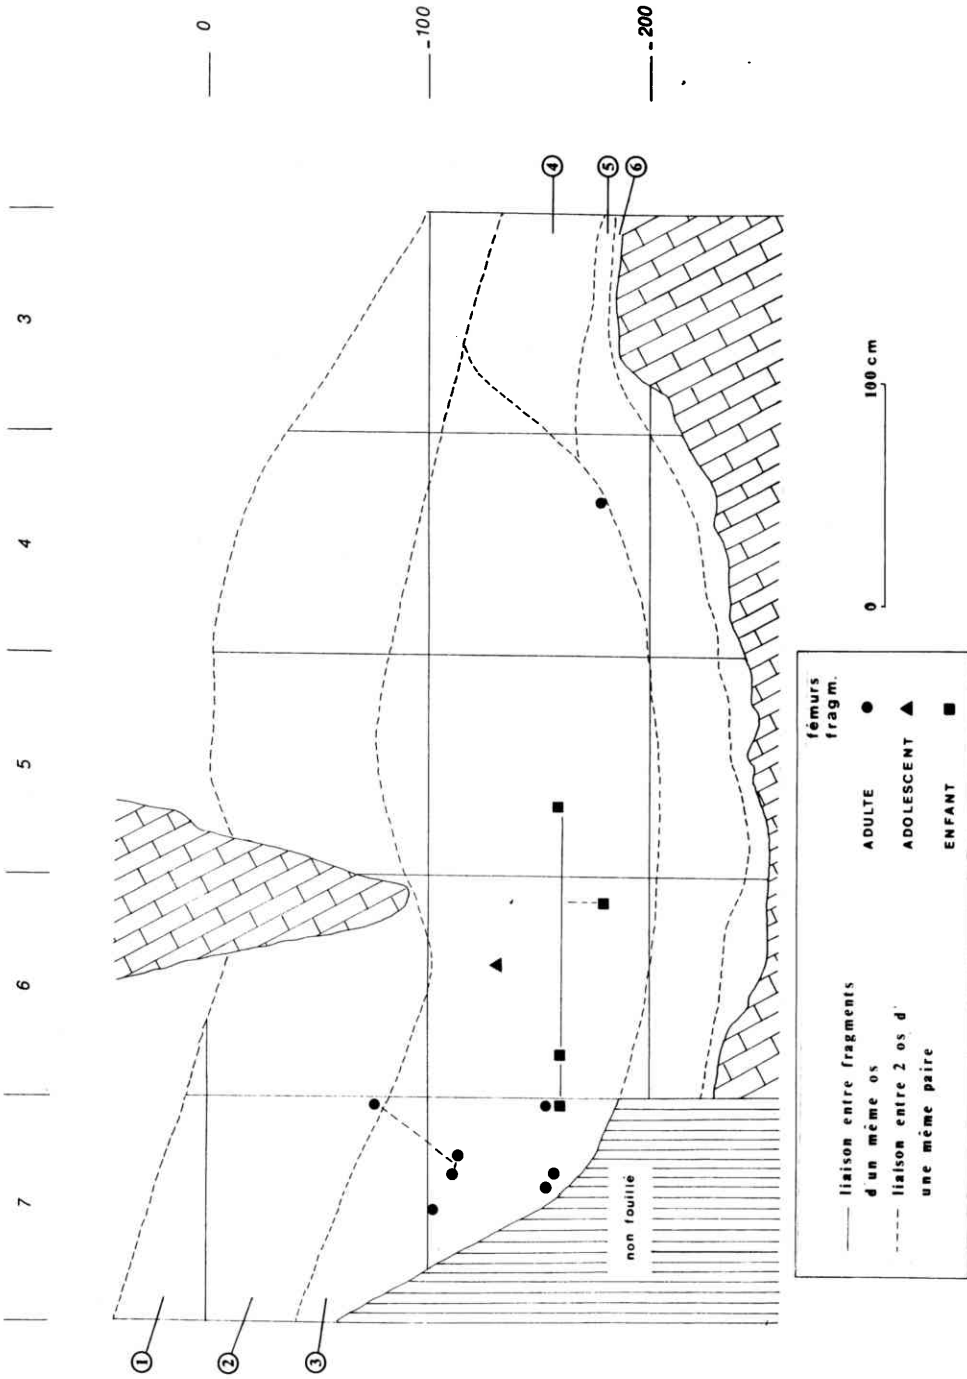 7 6 5 4 3
0
-100
-200
①
②
③
④
⑤
⑥
non fouillé
0 100 cm
fémurs
fragm.
ADULTE
ADOLESCENT
ENFANT
liaison entre fragments
d'un même os
liaison entre 2 os d'
une même paire